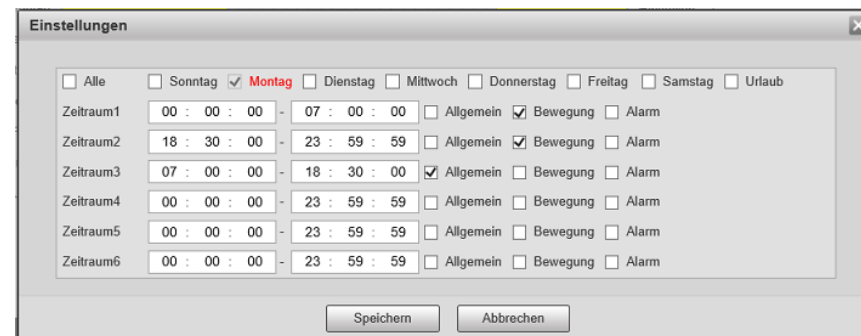 Einstellungen
Alle Sonntag Montag Dienstag Mittwoch Donnerstag Freitag Samstag Urlaub
Zeitraum1 00 : 00 : 00 - 07 : 00 : 00 Allgemein Bewegung Alarm
Zeitraum2 18 : 30 : 00 - 23 : 59 : 59 Allgemein Bewegung Alarm
Zeitraum3 07 : 00 : 00 - 18 : 30 : 00 Allgemein Bewegung Alarm
Zeitraum4 00 : 00 : 00 - 23 : 59 : 59 Allgemein Bewegung Alarm
Zeitraum5 00 : 00 : 00 - 23 : 59 : 59 Allgemein Bewegung Alarm
Zeitraum6 00 : 00 : 00 - 23 : 59 : 59 Allgemein Bewegung Alarm
Speichern Abbrechen